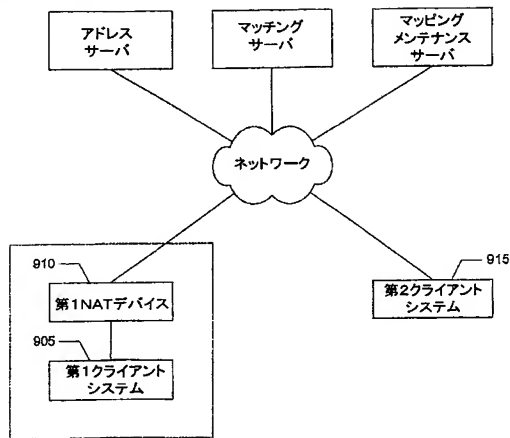 アドレス
サーバ
マッチング
サーバ
マッピング
メンテナンス
サーバ
ネットワーク
910
第1NATデバイス
905
第1クライアント
システム
915
第2クライアント
システム